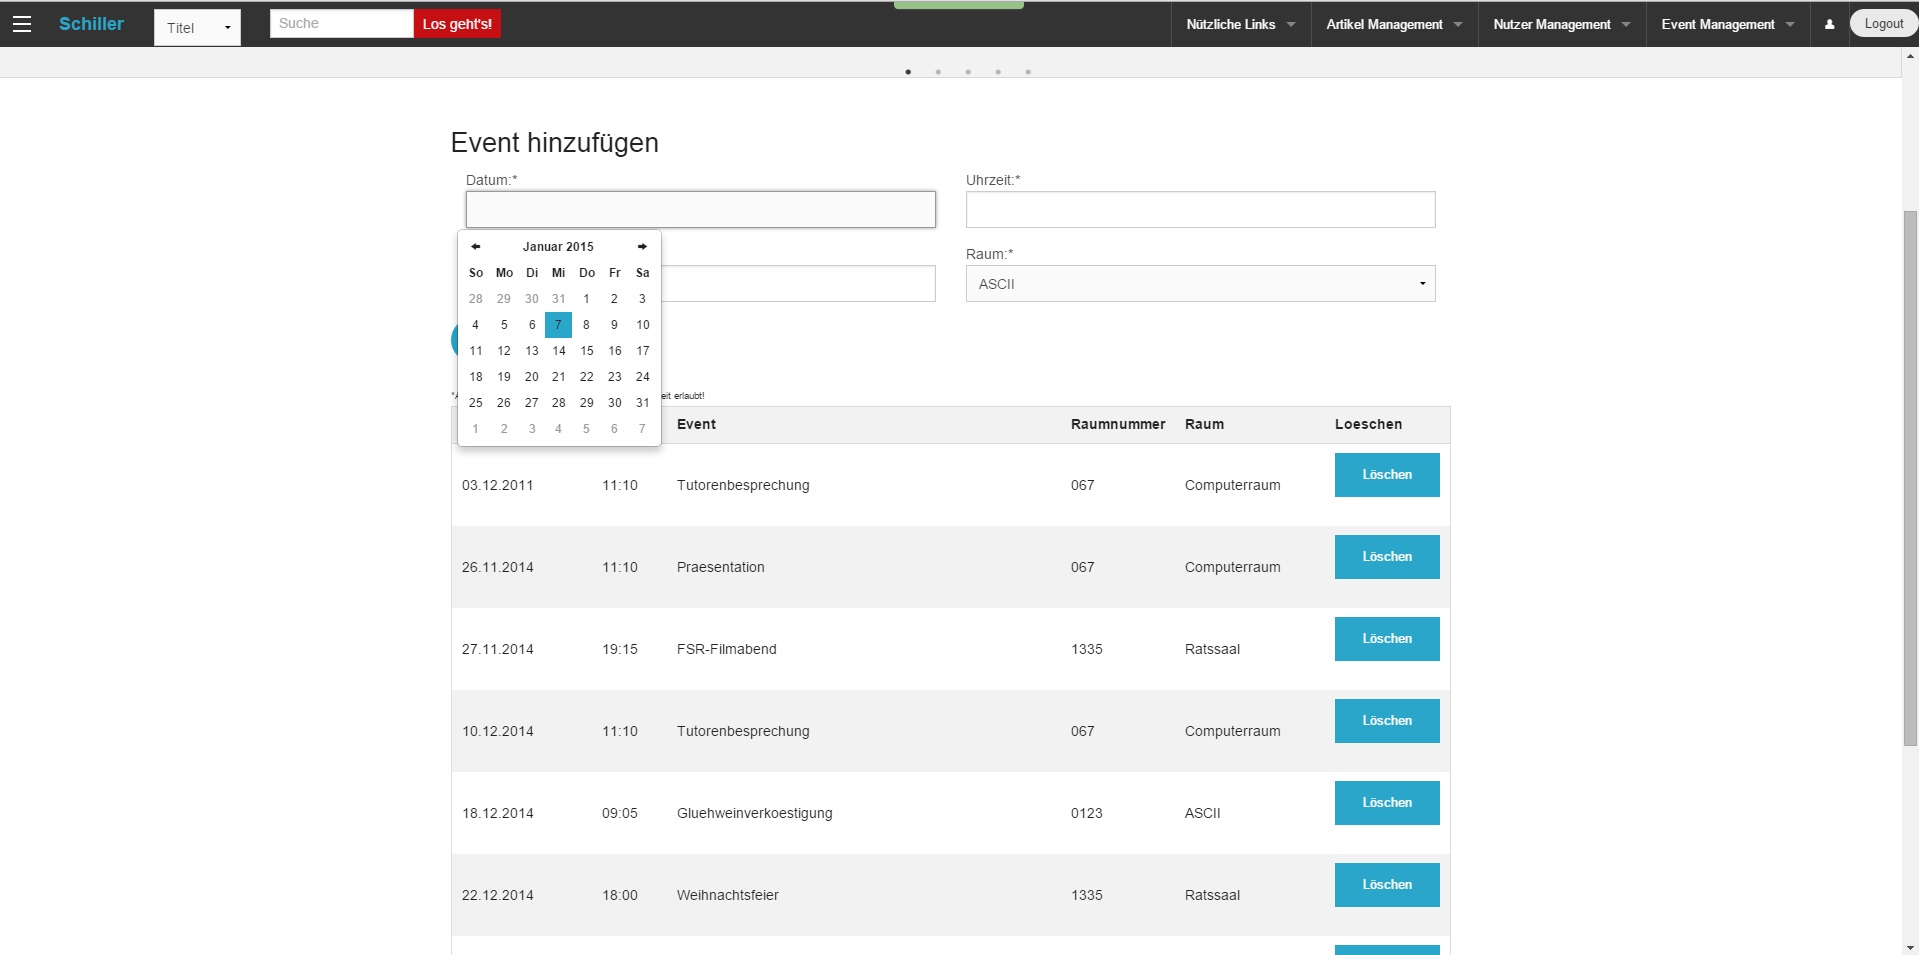 Schiller Titel Suche Los geht's! Nützliche Links Artikel Management Nutzer Management Event Management Logout
Event hinzufügen
Datum:* Uhrzeit:*
Januar 2015
So Mo Di Mi Do Fr Sa
28 29 30 31 1 2 3
4 5 6 7 8 9 10
11 12 13 14 15 16 17
18 19 20 21 22 23 24
25 26 27 28 29 30 31
1 2 3 4 5 6 7
Raum:*
ASCII
erlaubt!
Event Raumnummer Raum Loeschen
03.12.2011 11:10 Tutorenbesprechung 067 Computerraum Löschen
26.11.2014 11:10 Praesentation 067 Computerraum Löschen
27.11.2014 19:15 FSR-Filmabend 1335 Ratssaal Löschen
10.12.2014 11:10 Tutorenbesprechung 067 Computerraum Löschen
18.12.2014 09:05 Gluehweinverkoestigung 0123 ASCII Löschen
22.12.2014 18:00 Weihnachtsfeier 1335 Ratssaal Löschen